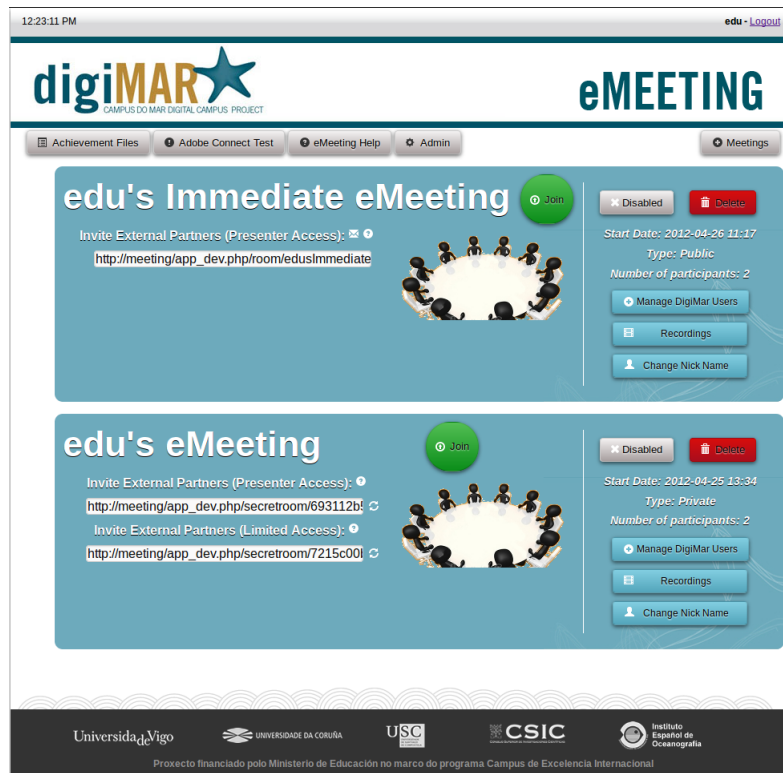 12:23:11 PM
edu - Logout
digiMAR
CAMPUS DO MAR DIGITAL CAMPUS PROJECT
eMEETING
Achievement Files
Adobe Connect Test
eMeeting Help
Admin
Meetings
edu's Immediate eMeeting
Join
Disabled
Delete
Invite External Partners (Presenter Access):
http://meeting/app_dev.php/room/edusImmediate
Start Date: 2012-04-26 11:17
Type: Public
Number of participants: 2
Manage DigiMar Users
Recordings
Change Nick Name
edu's eMeeting
Join
Disabled
Delete
Invite External Partners (Presenter Access):
http://meeting/app_dev.php/secretroom/693112b5
Invite External Partners (Limited Access):
http://meeting/app_dev.php/secretroom/7215c00
Start Date: 2012-04-25 13:34
Type: Private
Number of participants: 2
Manage DigiMar Users
Recordings
Change Nick Name
UniversidadeVigo
UNIVERSIDADE DA CORUÑA
USC
CSIC
Instituto
Español de
Oceanografía
Proxecto financiado polo Ministerio de Educación no marco do programa Campus de Excelencia Internacional